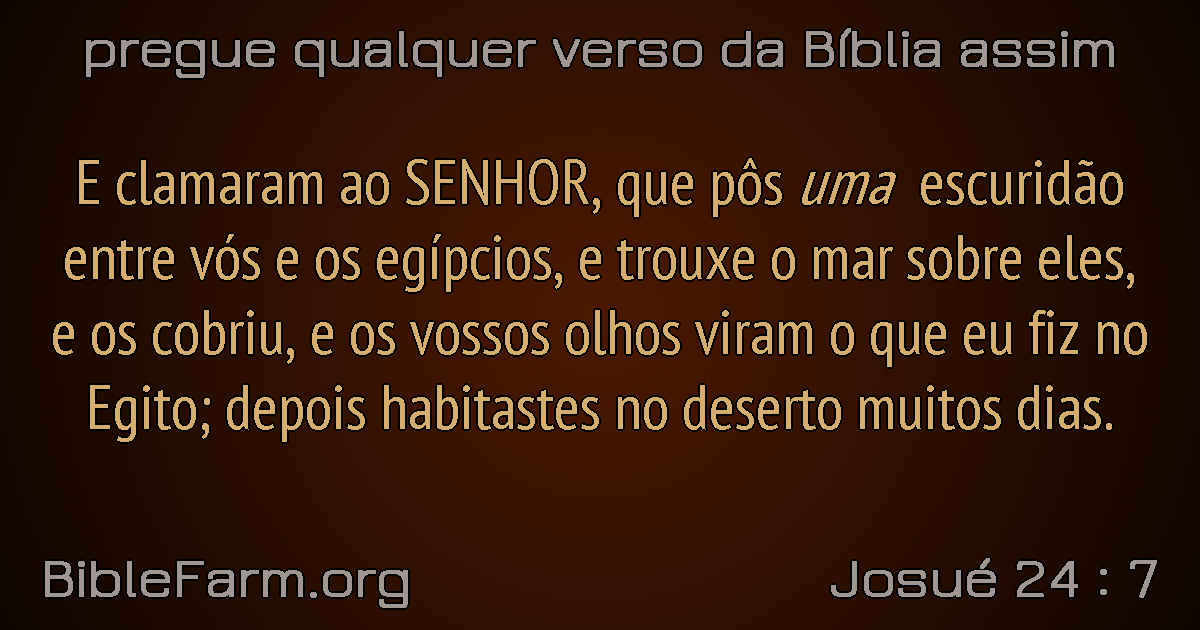 pregue qualquer verso da Bíblia assim
E clamaram ao SENHOR, que pôs uma escuridão
entre vós e os egípcios, e trouxe o mar sobre eles,
e os cobriu, e os vossos olhos viram o que eu fiz no
Egito; depois habitastes no deserto muitos dias.
BibleFarm.org
Josué 24 : 7